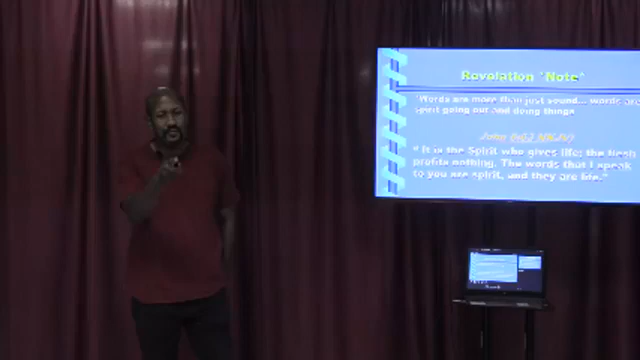 Revelation "Note"
"Words are more than just sound... words are
spirit going out and doing things
John 6:63 NKJV)
" It is the Spirit who gives life; the flesh
profits nothing. The words that I speak
to you are spirit, and they are life."